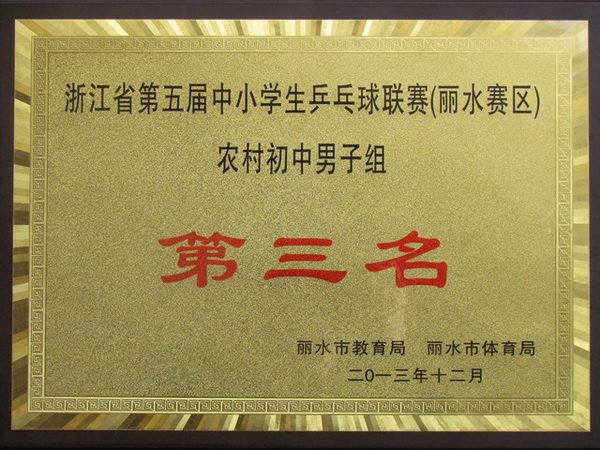 浙江省第五届中小学生乒乓球联赛(丽水赛区)
农村初中男子组
第三名
丽水市教育局 丽水市体育局
二〇一三年十二月